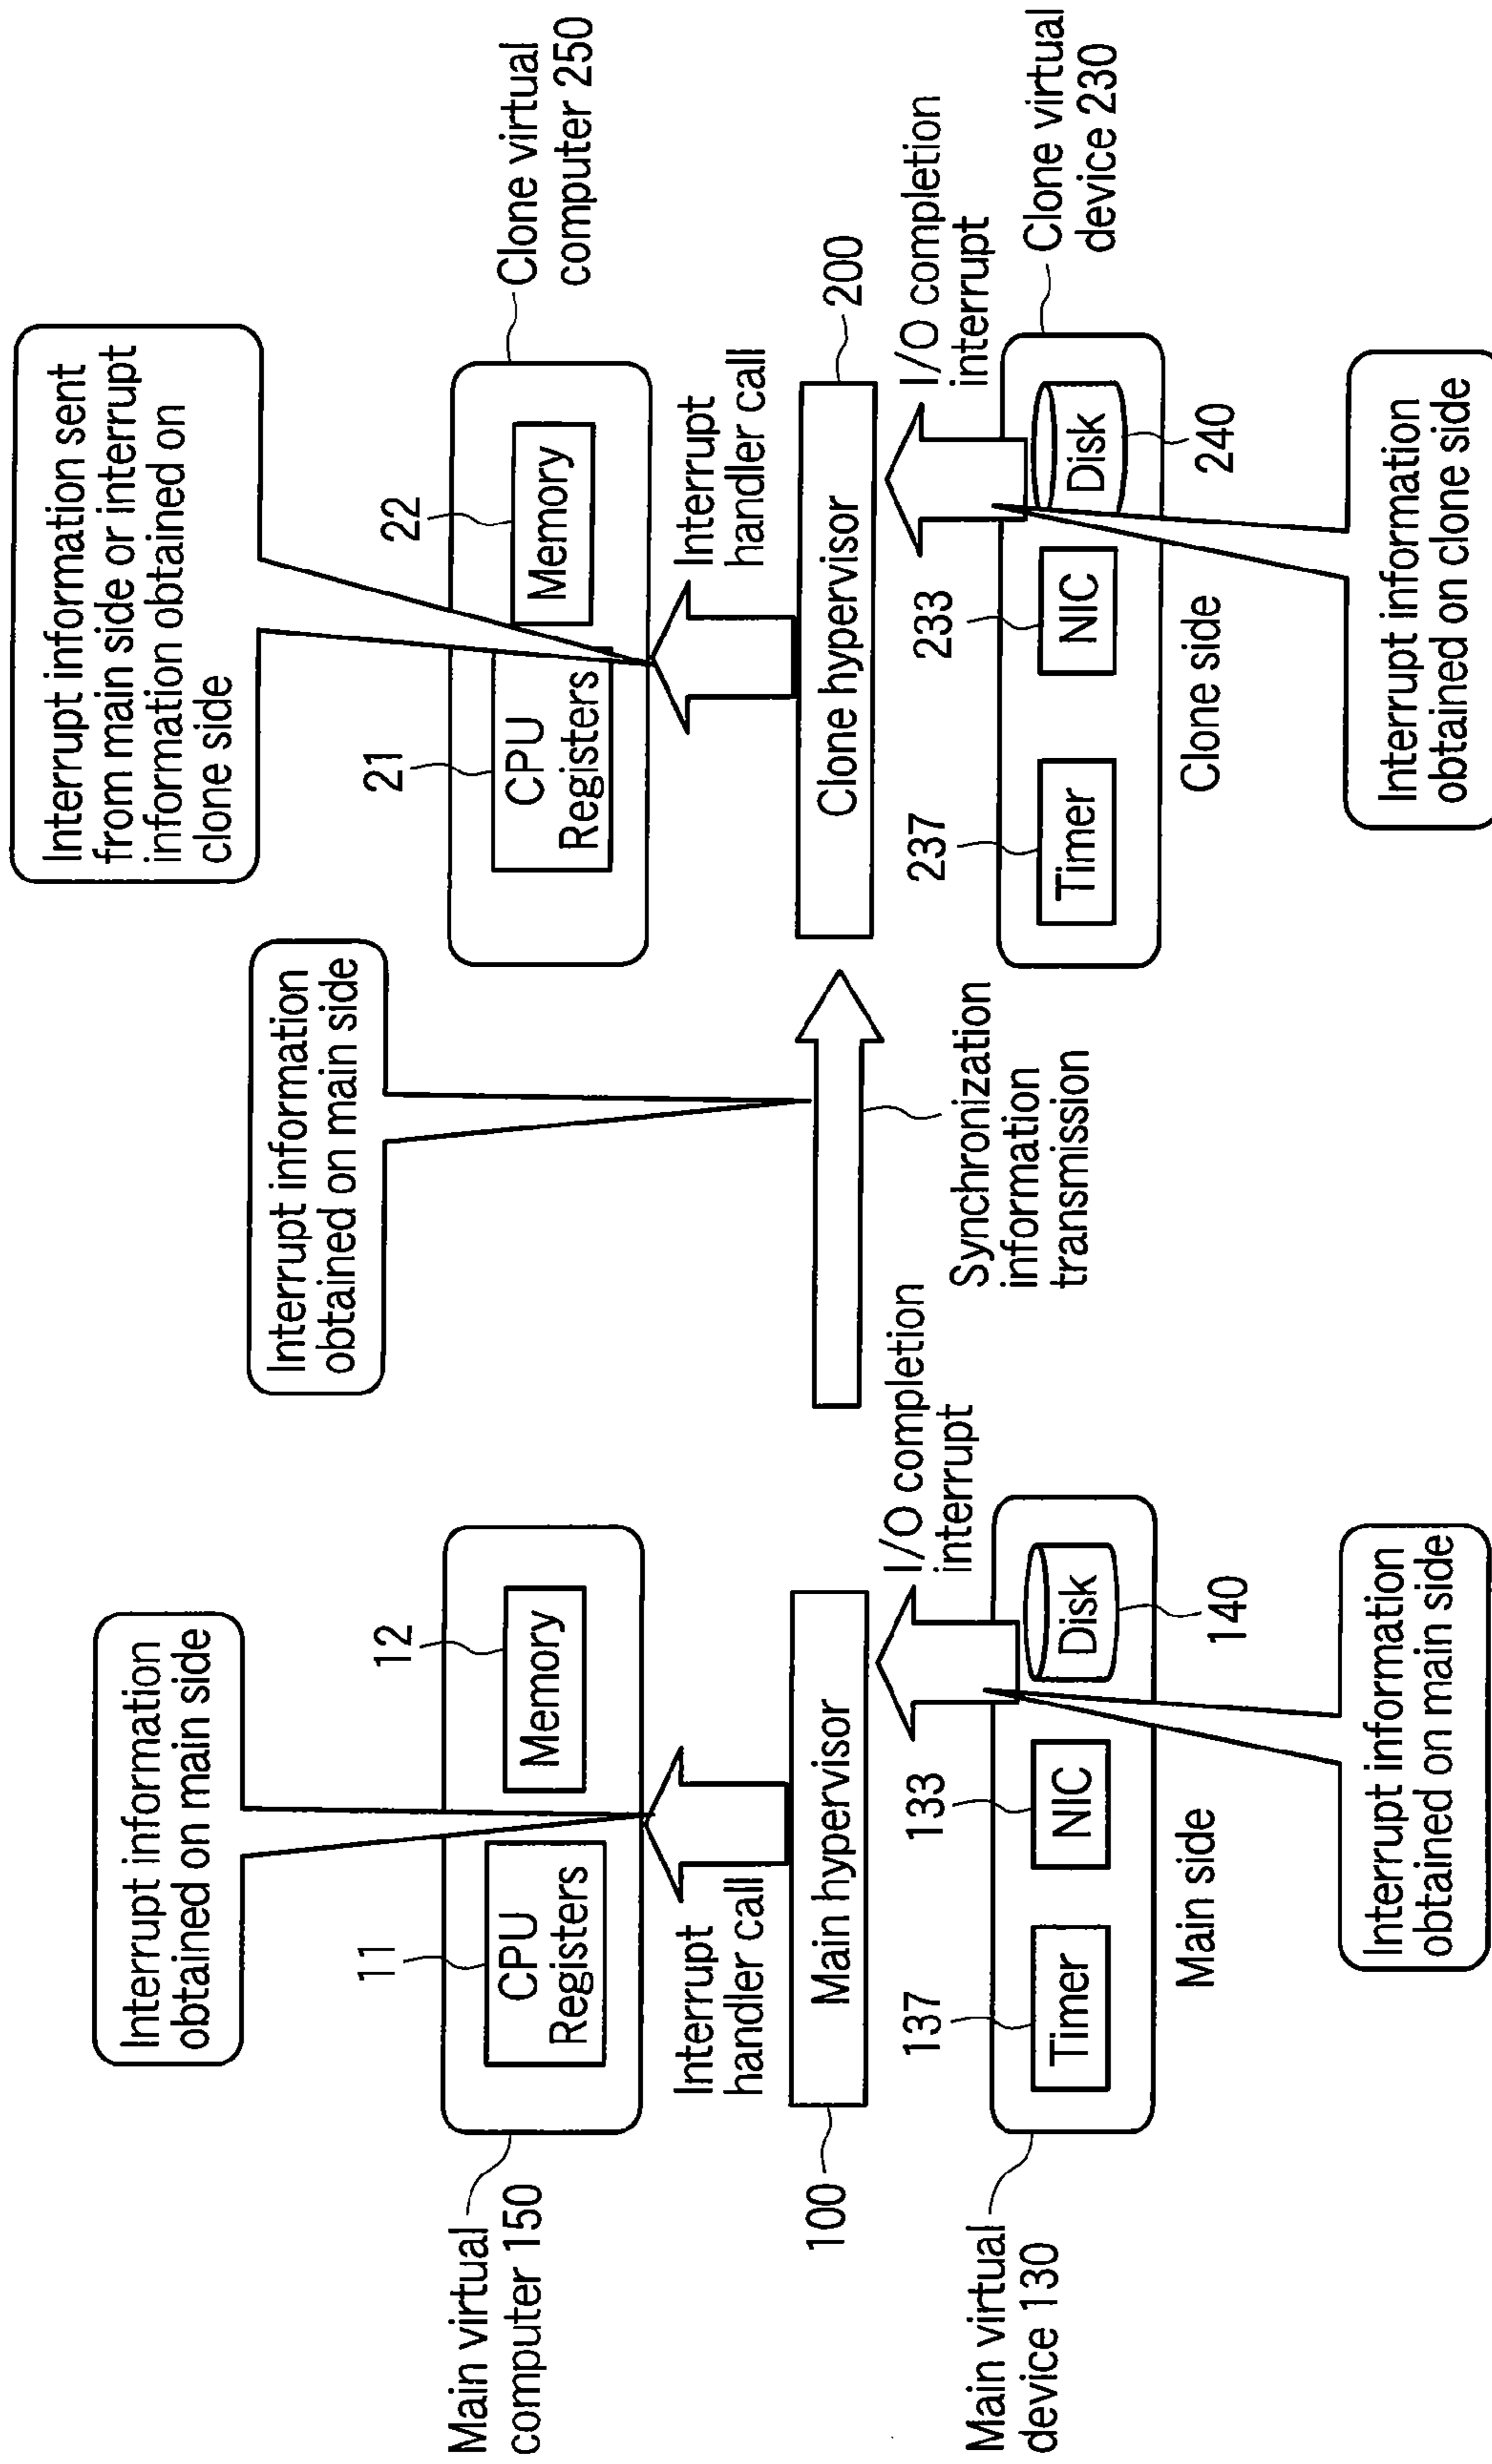 Interrupt information
obtained on main side
11
12
Main virtual
computer 150
CPU
Registers
Memory
Interrupt
handler call
100
Main hypervisor
I/O completion
interrupt
Main virtual
device 130
137
133
Timer
NIC
Disk
140
Main side
Interrupt information
obtained on main side
Interrupt information
obtained on main side
Synchronization
information
transmission
Interrupt information sent
from main side or interrupt
information obtained on
clone side
21
22
CPU
Registers
Memory
Clone virtual
computer 250
Interrupt
handler call
Clone hypervisor
200
I/O completion
interrupt
237
233
Timer
NIC
Disk
240
Clone virtual
device 230
Clone side
Interrupt information
obtained on clone side